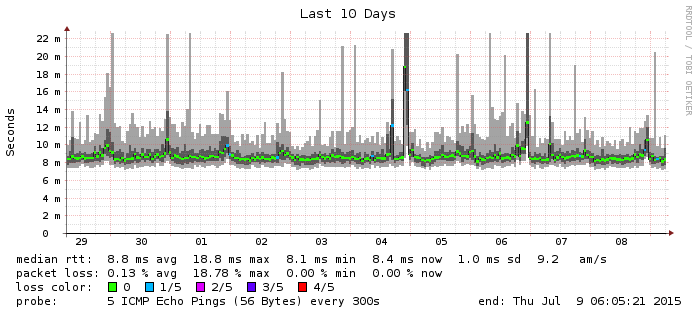 Last 10 Days
RRDTOOL / TOBI OETIKER
Seconds
22 m
20 m
18 m
16 m
14 m
12 m
10 m
8 m
6 m
4 m
2 m
0
29 30 01 02 03 04 05 06 07 08
median rtt: 8.8 ms avg 18.8 ms max 8.1 ms min 8.4 ms now 1.0 ms sd 9.2 am/s
packet loss: 0.13 % avg 18.78 % max 0.00 % min 0.00 % now
loss color: 0 1/5 2/5 3/5 4/5
probe: 5 ICMP Echo Pings (56 Bytes) every 300s end: Thu Jul 9 06:05:21 2015